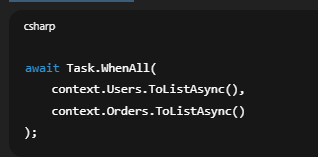 csharp
await Task.WhenAll(
    context.Users.ToListAsync(),
    context.Orders.ToListAsync()
);